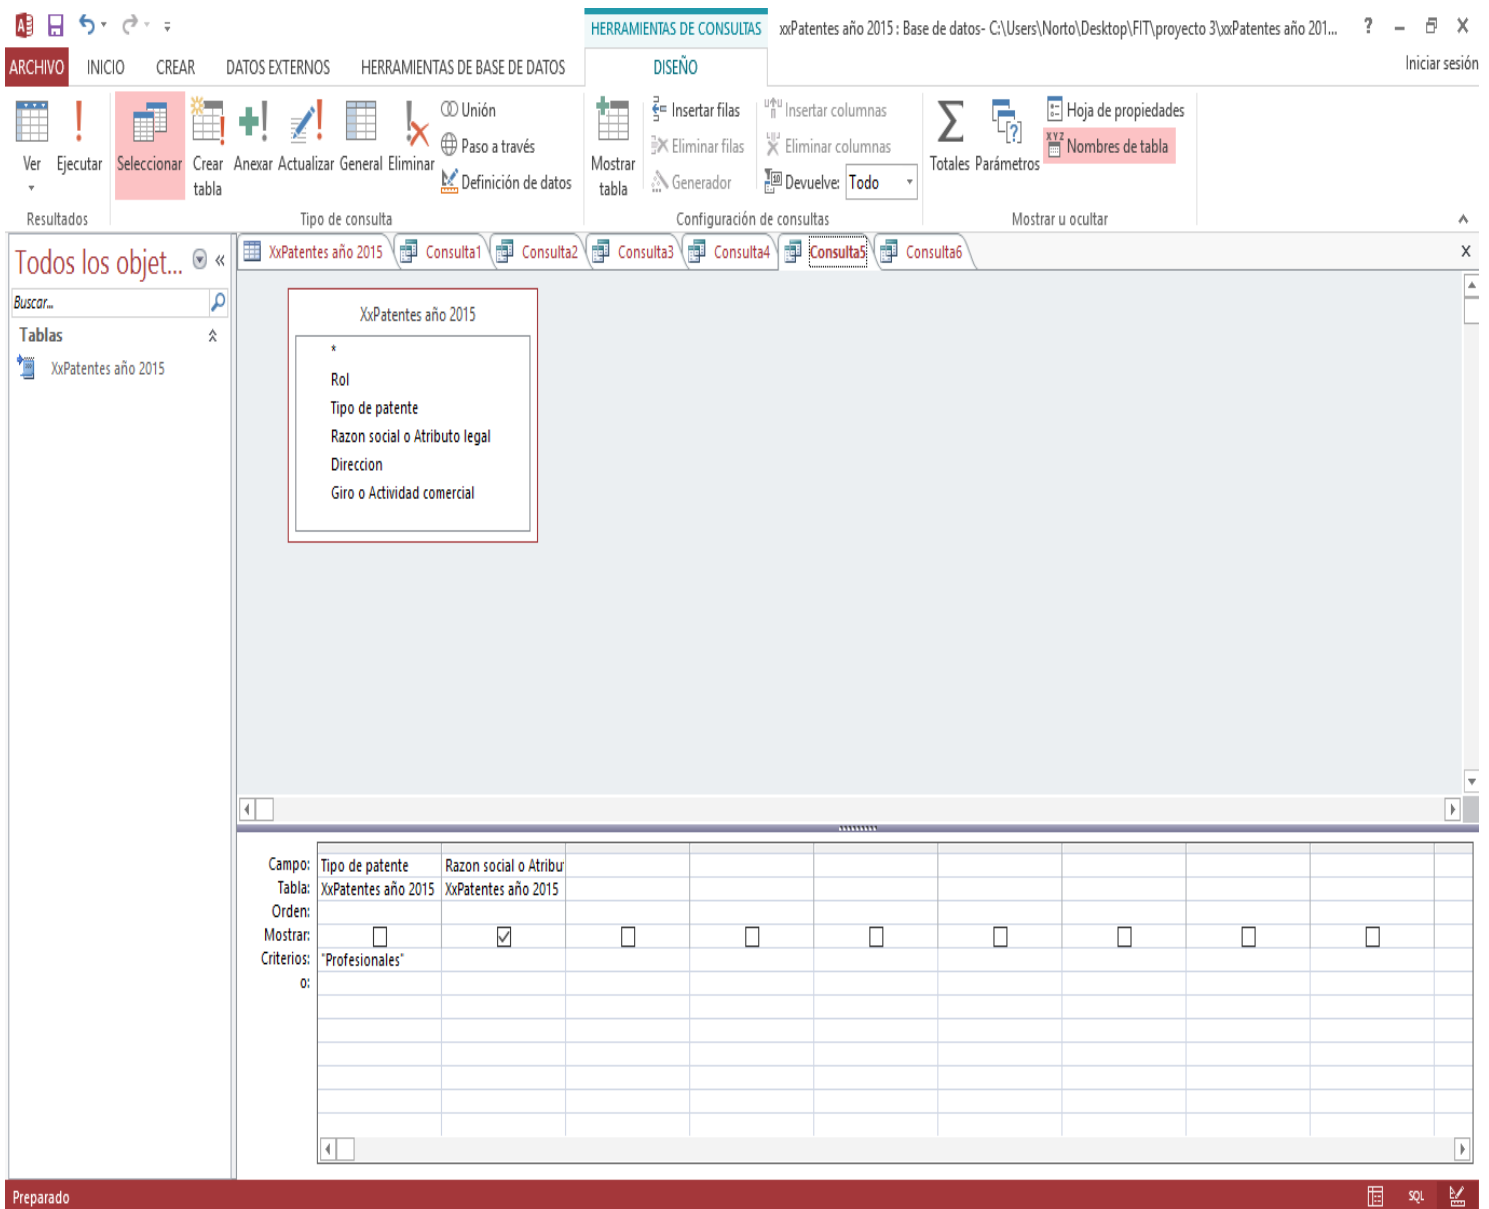 HERRAMIENTAS DE CONSULTAS
xxPatentes año 2015 : Base de datos- C:\Users\Norto\Desktop\FIT\proyecto 3\xxPatentes año 201...
?
ARCHIVO INICIO CREAR DATOS EXTERNOS HERRAMIENTAS DE BASE DE DATOS DISEÑO Iniciar sesión
Ver Ejecutar Seleccionar Crear tabla Anexar Actualizar General Eliminar
Unión
Paso a través
Definición de datos
Mostrar tabla
Insertar filas
Eliminar filas
Generador
Insertar columnas
Eliminar columnas
Devuelve: Todo
Totales Parámetros
Hoja de propiedades
XYZ Nombres de tabla
Resultados Tipo de consulta Configuración de consultas Mostrar u ocultar
Todos los objet... «
Buscar...
Tablas
XxPatentes año 2015
XxPatentes año 2015 Consulta1 Consulta2 Consulta3 Consulta4 Consulta5 Consulta6 x
XxPatentes año 2015
*
Rol
Tipo de patente
Razon social o Atributo legal
Direccion
Giro o Actividad comercial
Campo: Tipo de patente Razon social o Atribut
Tabla: XxPatentes año 2015 XxPatentes año 2015
Orden:
Mostrar:
Criterios: "Profesionales"
o:
Preparado SQL